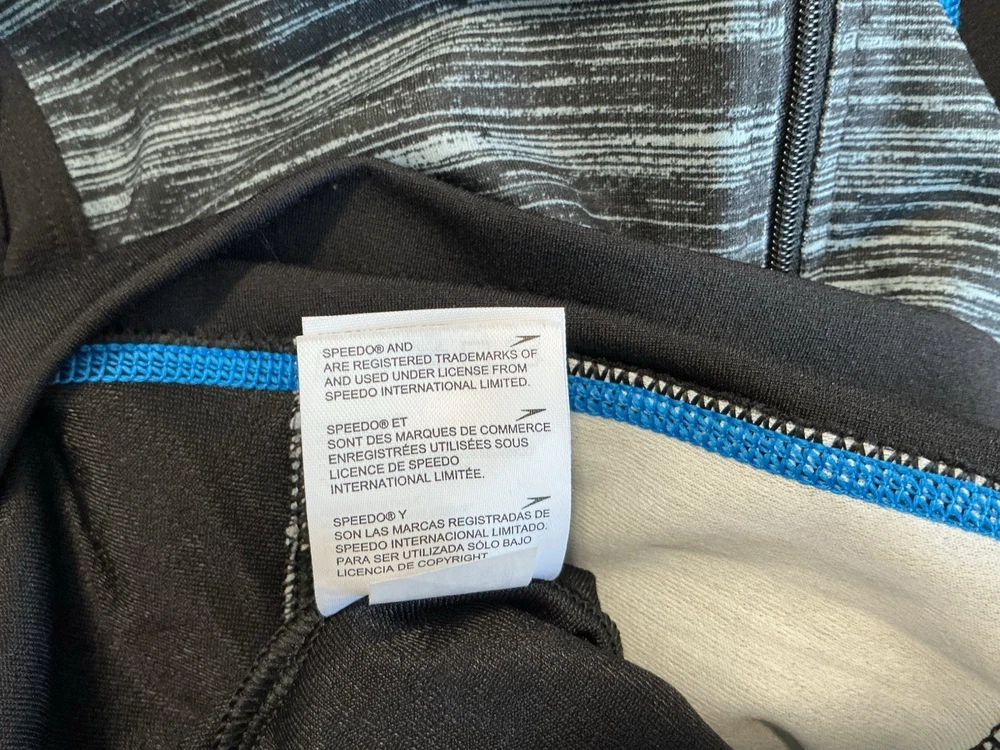 SPEEDO® AND
ARE REGISTERED TRADEMARKS OF
AND USED UNDER LICENSE FROM
SPEEDO INTERNATIONAL LIMITED.
SPEEDO® ET
SONT DES MARQUES DE COMMERCE
ENREGISTRÉES UTILISÉES SOUS
LICENCE DE SPEEDO
INTERNATIONAL LIMITÉE.
SPEEDO® Y
SON LAS MARCAS REGISTRADAS DE
SPEEDO INTERNACIONAL LIMITADO.
PARA SER UTILIZADA SÓLO BAJO
LICENCIA DE COPYRIGHT